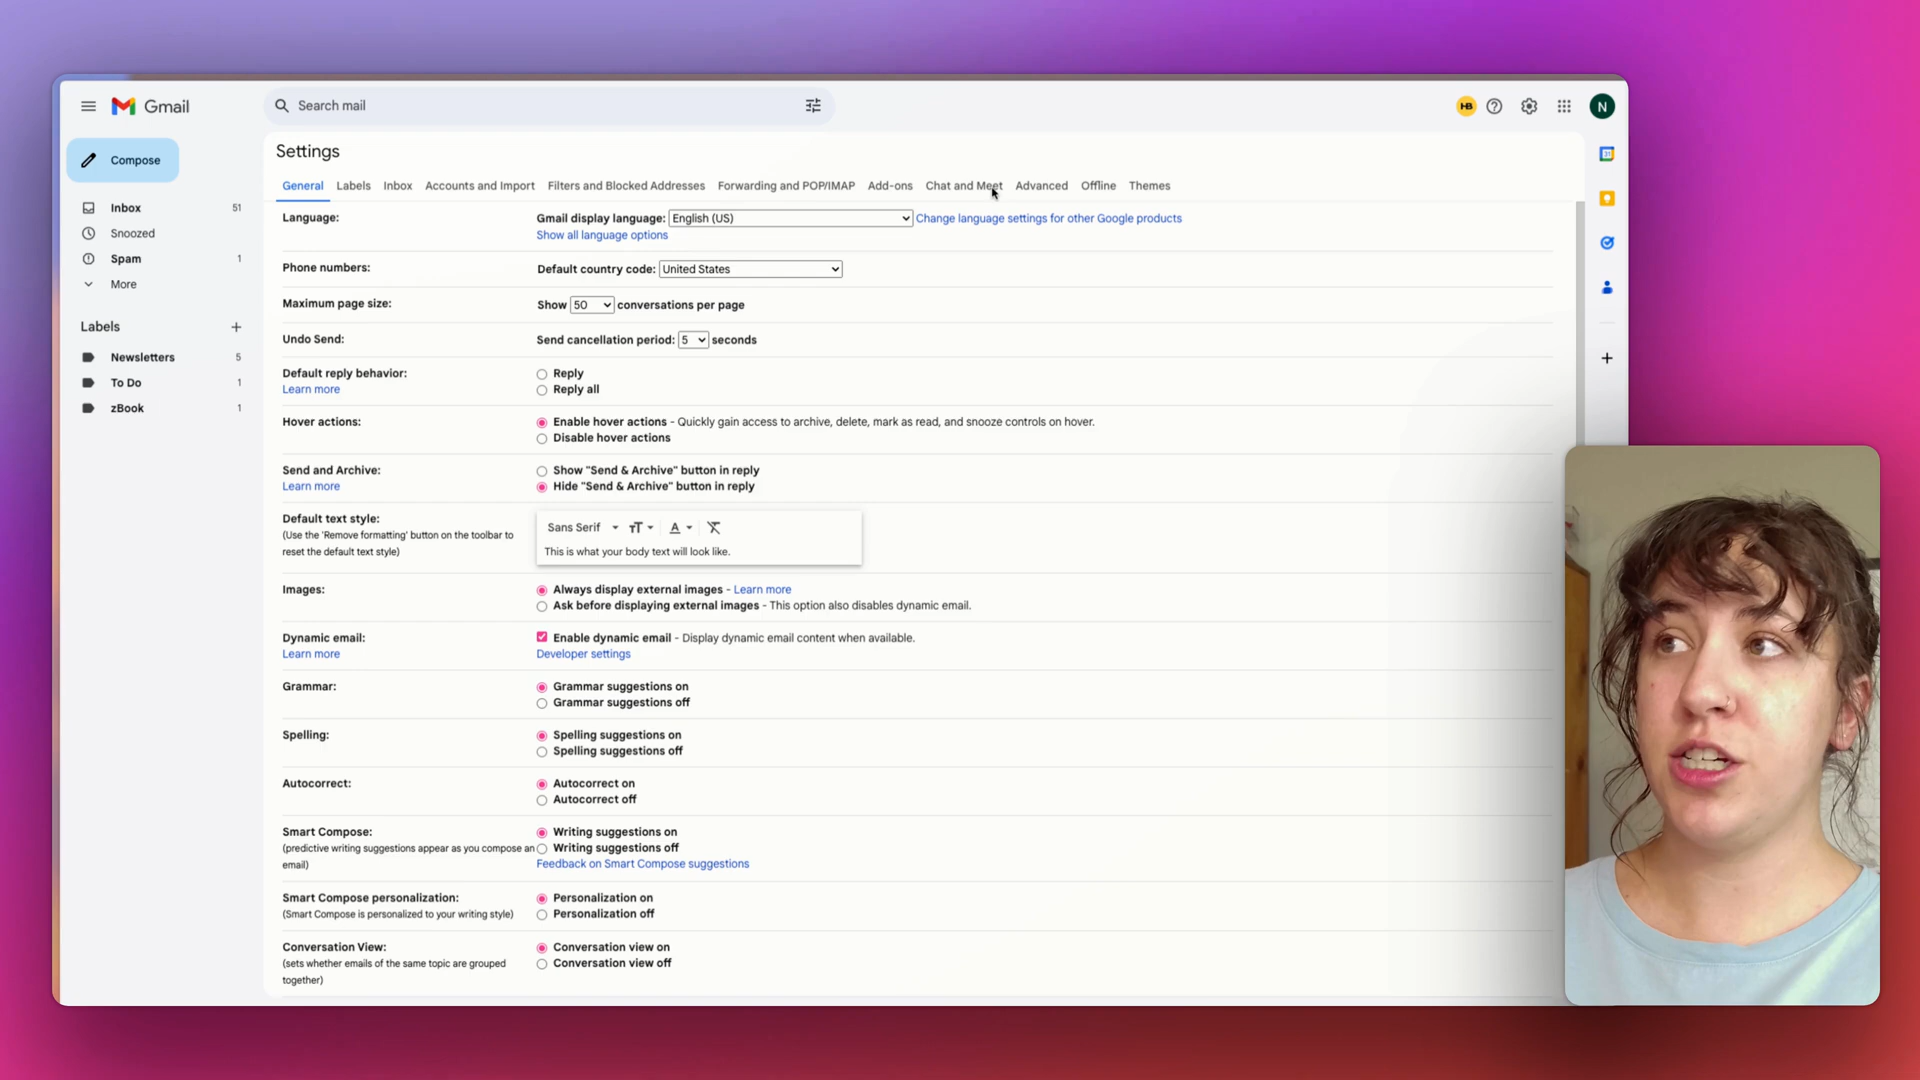 Gmail
Search mail
HB
N
Compose
Inbox 51
Snoozed
Spam 1
More
Labels
Newsletters 5
To Do 1
zBook 1
Settings
General Labels Inbox Accounts and Import Filters and Blocked Addresses Forwarding and POP/IMAP Add-ons Chat and Meet Advanced Offline Themes
Language: Gmail display language: English (US) Change language settings for other Google products
Show all language options
Phone numbers: Default country code: United States
Maximum page size: Show 50 conversations per page
Undo Send: Send cancellation period: 5 seconds
Default reply behavior: Reply
Learn more Reply all
Hover actions: Enable hover actions - Quickly gain access to archive, delete, mark as read, and snooze controls on hover.
Disable hover actions
Send and Archive: Show "Send & Archive" button in reply
Learn more Hide "Send & Archive" button in reply
Default text style: Sans Serif
(Use the 'Remove formatting' button on the toolbar to
reset the default text style) This is what your body text will look like.
Images: Always display external images - Learn more
Ask before displaying external images - This option also disables dynamic email.
Dynamic email: Enable dynamic email - Display dynamic email content when available.
Learn more Developer settings
Grammar: Grammar suggestions on
Grammar suggestions off
Spelling: Spelling suggestions on
Spelling suggestions off
Autocorrect: Autocorrect on
Autocorrect off
Smart Compose: Writing suggestions on
(predictive writing suggestions appear as you compose an Writing suggestions off
email) Feedback on Smart Compose suggestions
Smart Compose personalization: Personalization on
(Smart Compose is personalized to your writing style) Personalization off
Conversation View: Conversation view on
(sets whether emails of the same topic are grouped Conversation view off
together)